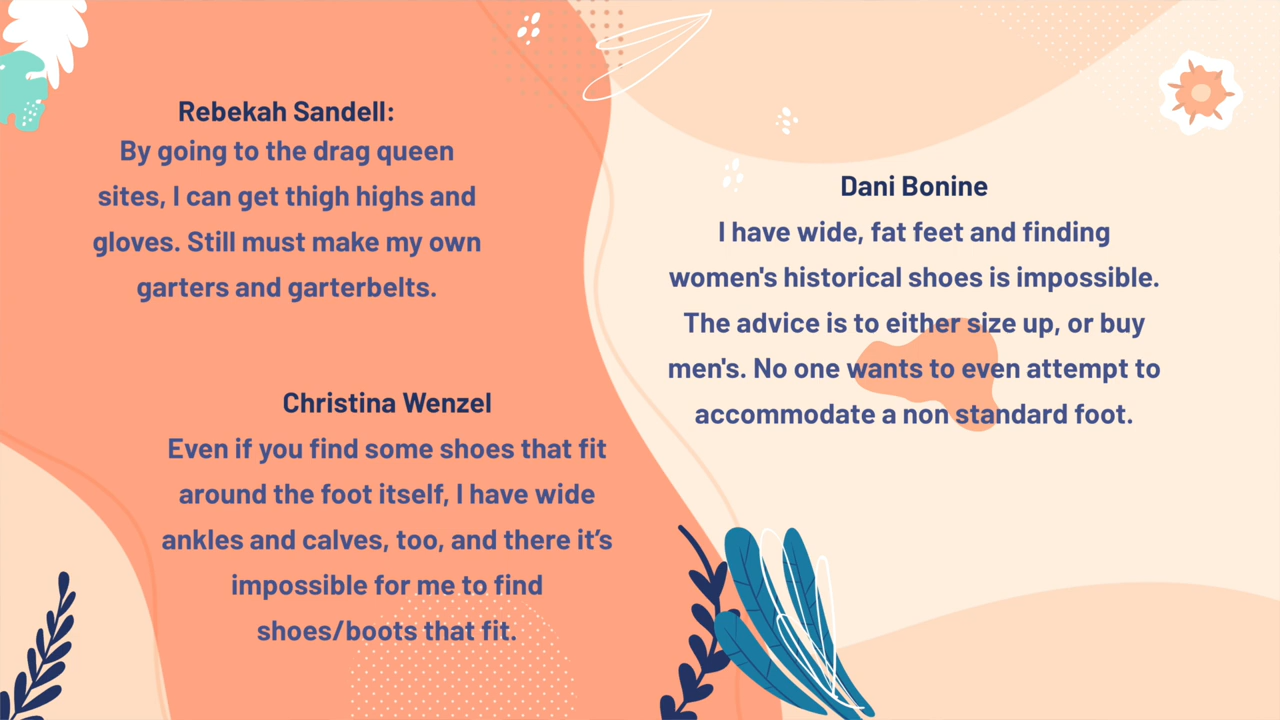 Rebekah Sandell:
By going to the drag queen
sites, I can get thigh highs and
gloves. Still must make my own
garters and garterbelts.
Christina Wenzel
Even if you find some shoes that fit
around the foot itself, I have wide
ankles and calves, too, and there it’s
impossible for me to find
shoes/boots that fit.
Dani Bonine
I have wide, fat feet and finding
women's historical shoes is impossible.
The advice is to either size up, or buy
men's. No one wants to even attempt to
accommodate a non standard foot.